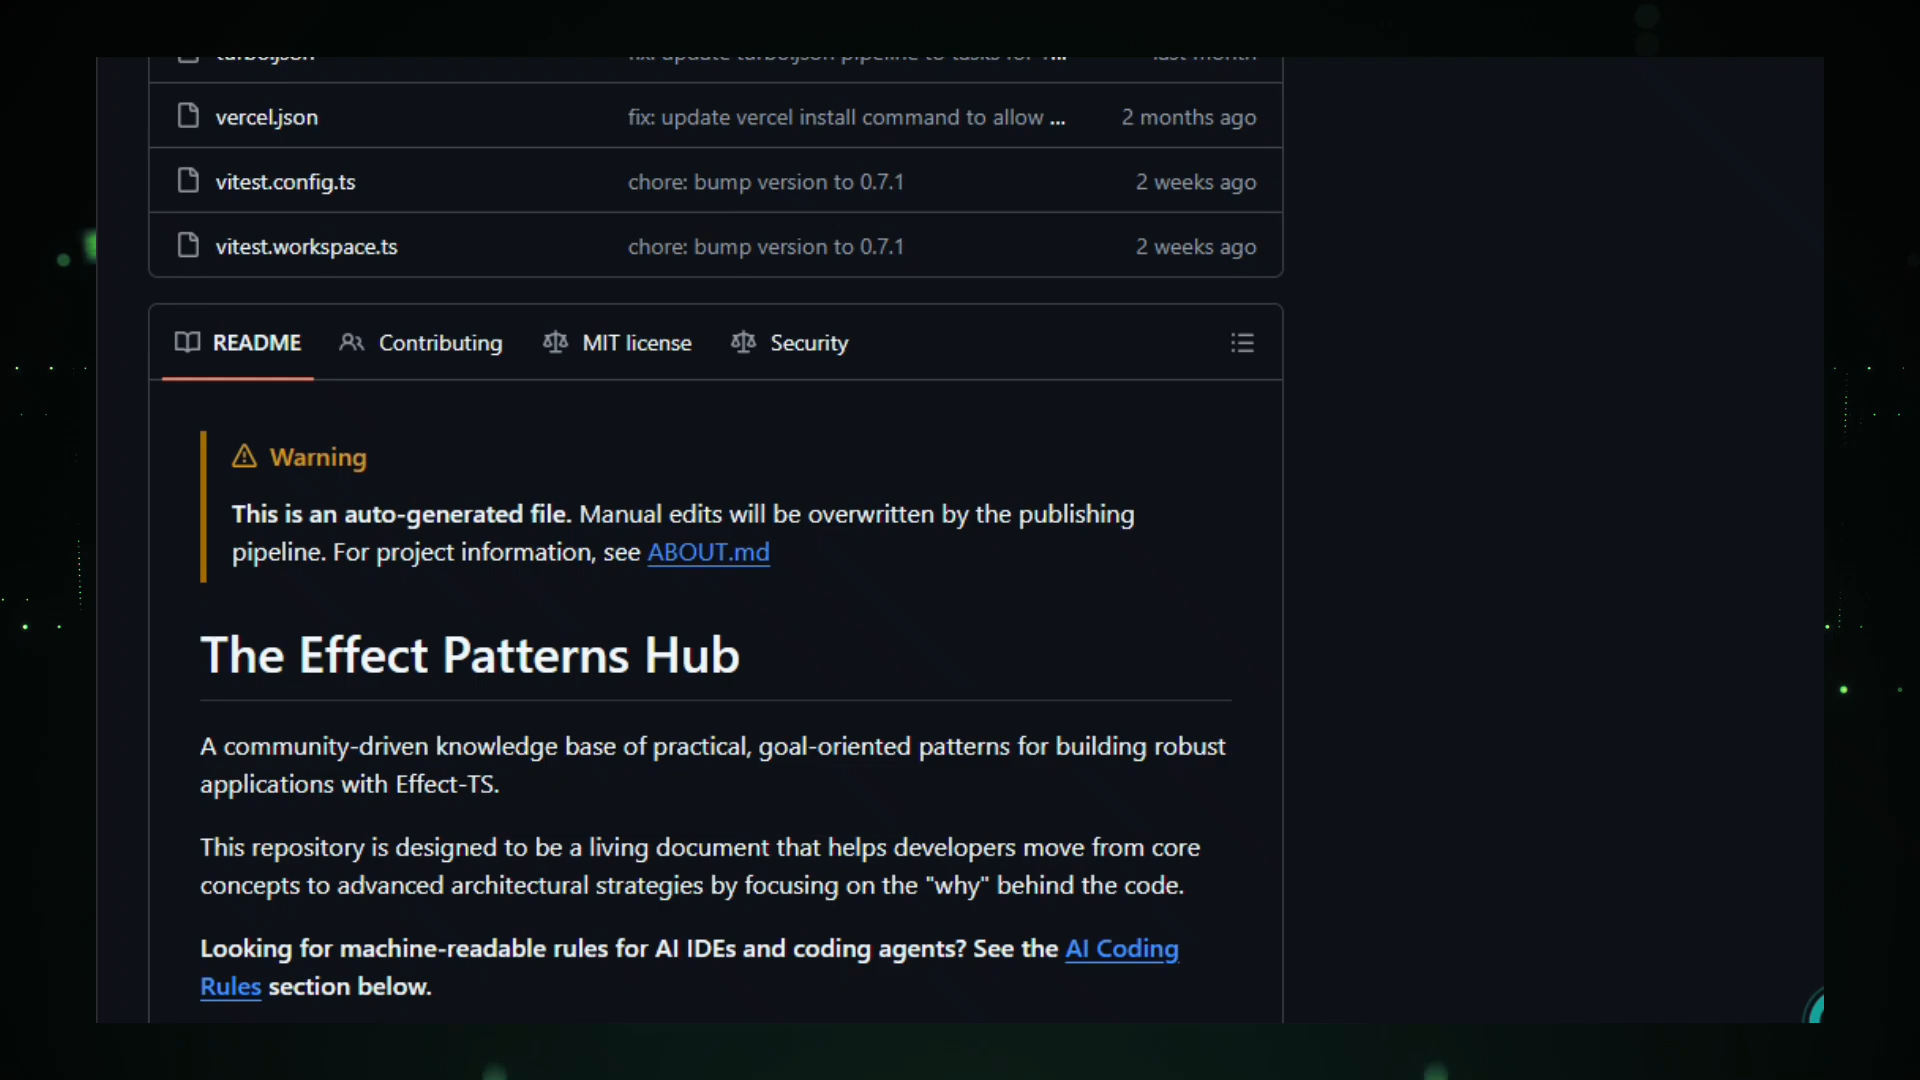 vercel.json fix: update vercel install command to allow ... 2 months ago
vitest.config.ts chore: bump version to 0.7.1 2 weeks ago
vitest.workspace.ts chore: bump version to 0.7.1 2 weeks ago
README Contributing MIT license Security
Warning
This is an auto-generated file. Manual edits will be overwritten by the publishing
pipeline. For project information, see ABOUT.md
The Effect Patterns Hub
A community-driven knowledge base of practical, goal-oriented patterns for building robust
applications with Effect-TS.
This repository is designed to be a living document that helps developers move from core
concepts to advanced architectural strategies by focusing on the "why" behind the code.
Looking for machine-readable rules for AI IDEs and coding agents? See the AI Coding
Rules section below.